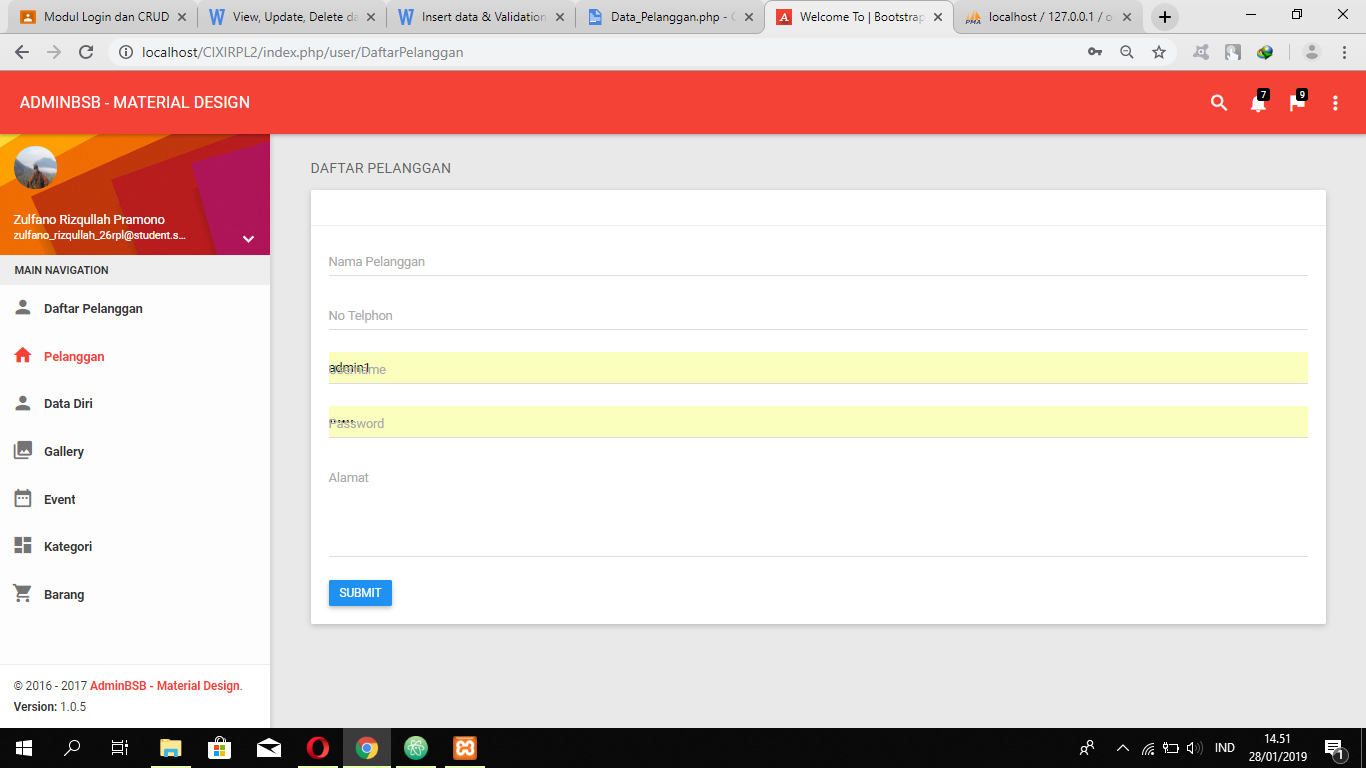 Modul Login dan CRUD
View, Update, Delete da
Insert data & Validation
Data_Pelanggan.php -
Welcome To | Bootstrap
localhost / 127.0.0.1 / o
localhost/CIXIRPL2/index.php/user/DaftarPelanggan
ADMINBSB - MATERIAL DESIGN
7
9
Zulfano Rizqullah Pramono
zulfano_rizqullah_26rpl@student.s...
MAIN NAVIGATION
Daftar Pelanggan
Pelanggan
Data Diri
Gallery
Event
Kategori
Barang
© 2016 - 2017 AdminBSB - Material Design.
Version: 1.0.5
DAFTAR PELANGGAN
Nama Pelanggan
No Telphon
admin1
Username
Password
Alamat
SUBMIT
IND
14.51
28/01/2019
1